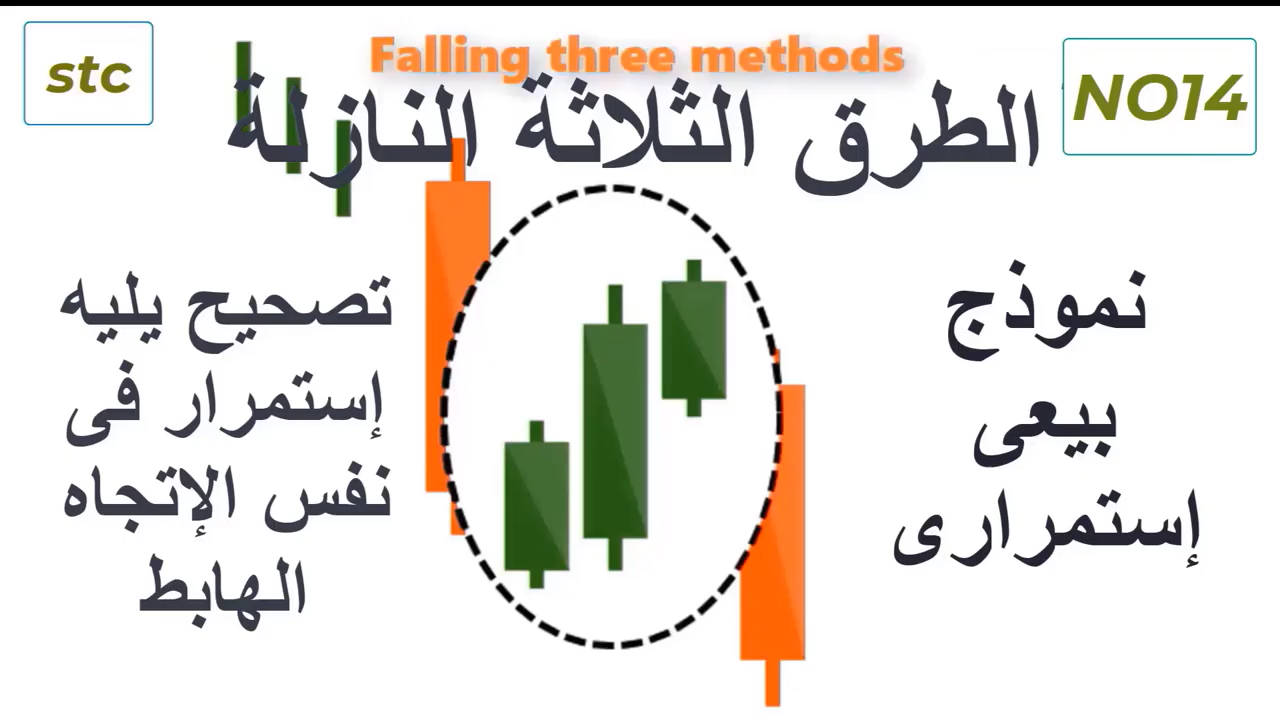 stc
Falling three methods
NO14
الطرق الثلاثة النازلة
نموذج
بيعى
إستمرارى
تصحيح يليه
إستمرار فى
نفس الإتجاه
الهابط